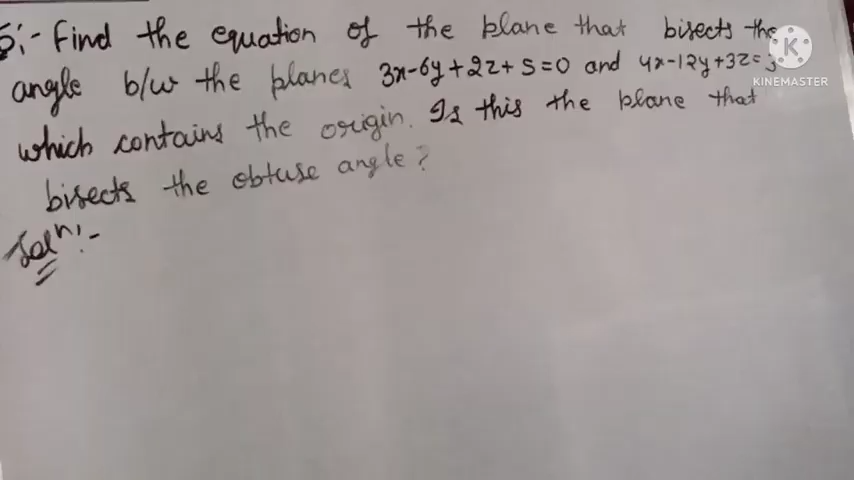 5:- Find the equation of the plane that bisects the
angle b/w the planes 3x-6y+2z+5=0 and 4x-12y+3z=3
which contains the origin. Is this the plane that
bisects the obtuse angle?
Solⁿ:-
K
KINEMASTER